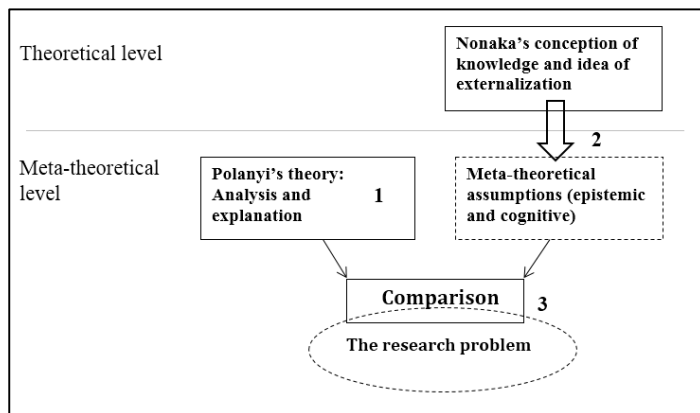 Theoretical level
Nonaka's conception of
knowledge and idea of
externalization
2
Meta-theoretical
level
Polanyi's theory:
Analysis and
explanation
1
Meta-theoretical
assumptions (epistemic
and cognitive)
Comparison
3
The research problem